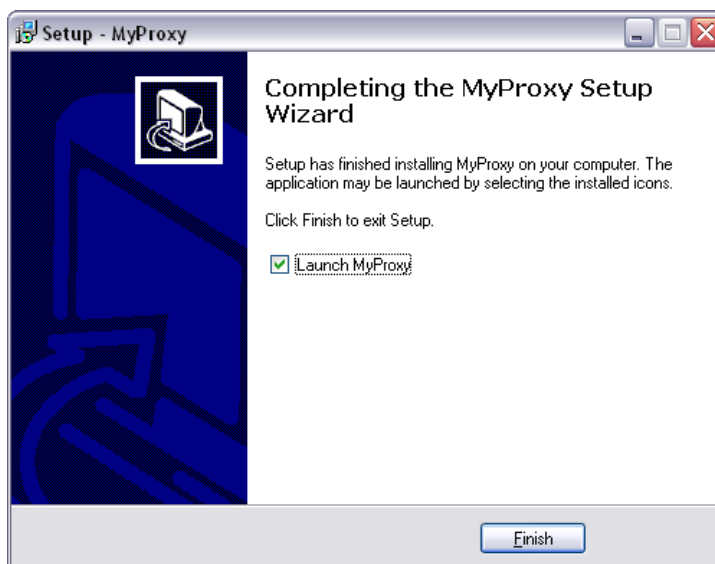 Setup - MyProxy
Completing the MyProxy Setup
Wizard
Setup has finished installing MyProxy on your computer. The
application may be launched by selecting the installed icons.
Click Finish to exit Setup.
Launch MyProxy
Finish